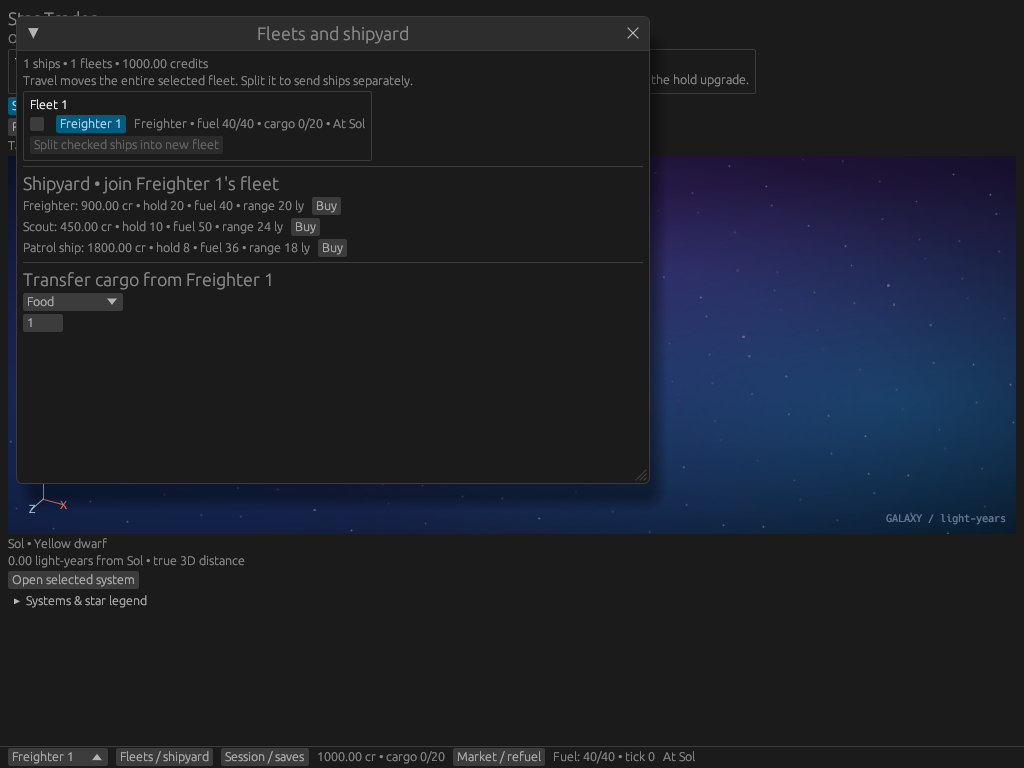 Fleets and shipyard
1 ships • 1 fleets • 1000.00 credits
Travel moves the entire selected fleet. Split it to send ships separately.
the hold upgrade.
Fleet 1
Freighter 1 Freighter • fuel 40/40 • cargo 0/20 • At Sol
Split checked ships into new fleet
Shipyard • join Freighter 1's fleet
Freighter: 900.00 cr • hold 20 • fuel 40 • range 20 ly Buy
Scout: 450.00 cr • hold 10 • fuel 50 • range 24 ly Buy
Patrol ship: 1800.00 cr • hold 8 • fuel 36 • range 18 ly Buy
Transfer cargo from Freighter 1
Food
1
Z X
GALAXY / light-years
Sol • Yellow dwarf
0.00 light-years from Sol • true 3D distance
Open selected system
Systems & star legend
Freighter 1 Fleets / shipyard Session / saves 1000.00 cr • cargo 0/20 Market / refuel Fuel: 40/40 • tick 0 At Sol